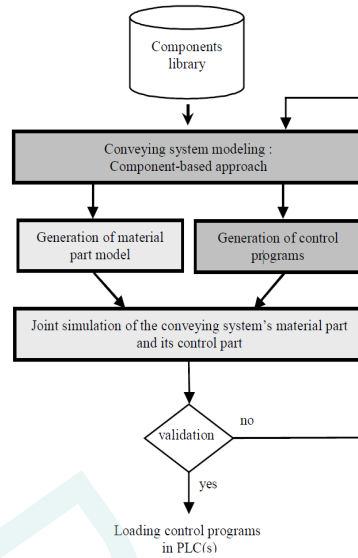 Components
library
Conveying system modeling :
Component-based approach
Generation of material
part model
Generation of control
programs
Joint simulation of the conveying system's material part
and its control part
validation
no
yes
Loading control programs
in PLC(s)